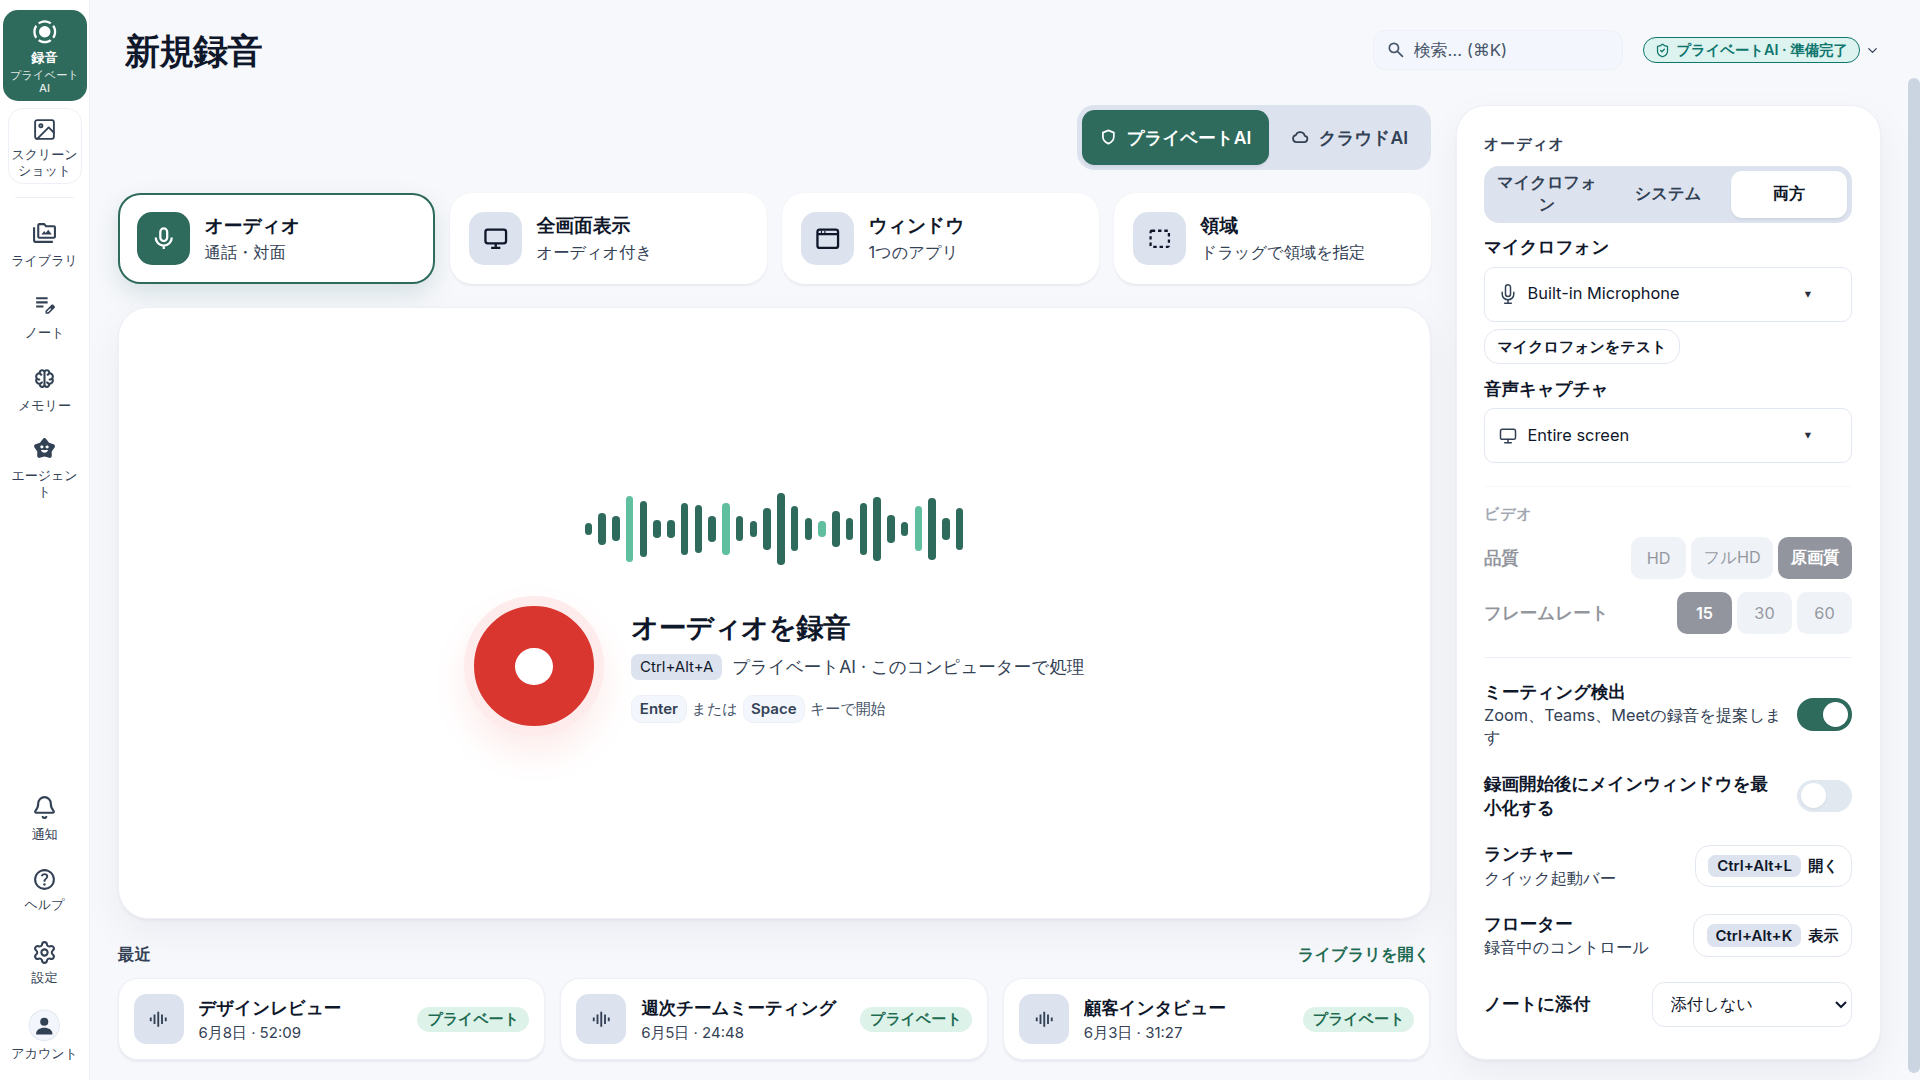 録音
プライベート
AI
スクリーン
ショット
ライブラリ
ノート
メモリー
エージェン
ト
通知
ヘルプ
設定
アカウント
新規録音
検索... (⌘K)
プライベートAI · 準備完了
プライベートAI
クラウドAI
オーディオ
通話・対面
全画面表示
オーディオ付き
ウィンドウ
1つのアプリ
領域
ドラッグで領域を指定
オーディオを録音
Ctrl+Alt+A プライベートAI · このコンピューターで処理
Enter または Space キーで開始
最近
ライブラリを開く
デザインレビュー
6月8日 · 52:09
プライベート
週次チームミーティング
6月5日 · 24:48
プライベート
顧客インタビュー
6月3日 · 31:27
プライベート
オーディオ
マイクロフォ
ン
システム
両方
マイクロフォン
Built-in Microphone
マイクロフォンをテスト
音声キャプチャ
Entire screen
ビデオ
品質
HD
フルHD
原画質
フレームレート
15
30
60
ミーティング検出
Zoom、Teams、Meetの録音を提案しま
す
録画開始後にメインウィンドウを最
小化する
ランチャー
クイック起動バー
Ctrl+Alt+L 開く
フローター
録音中のコントロール
Ctrl+Alt+K 表示
ノートに添付
添付しない